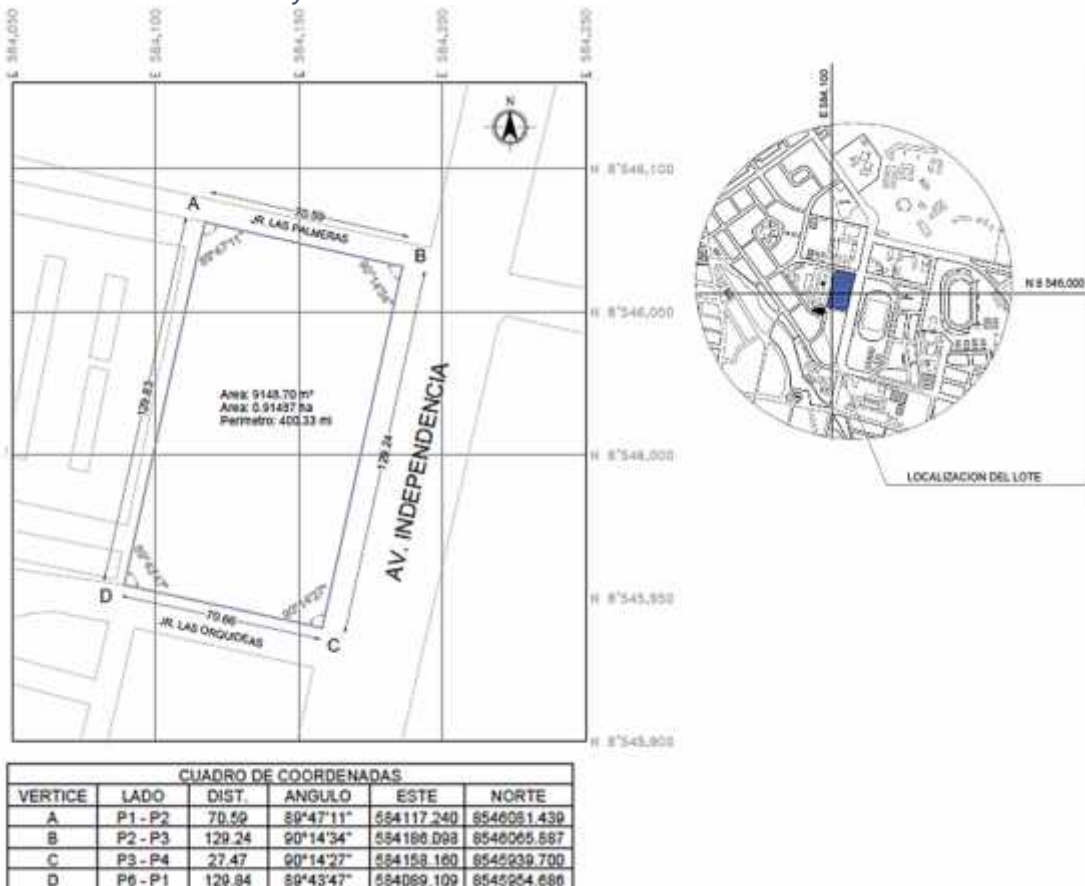 E 584,050
E 584,100
E 584,150
E 584,200
E 584,250
N
N 8°546,100
N 8°546,050
N 8°546,000
N 8°545,950
N 8°545,900
A
70.59
JR. LAS PALMERAS
B
89°47'11"
90°14'34"
Area: 9148.70 m²
Area: 0.91487 ha
Perimetro: 400.33 ml
129.83
129.24
AV. INDEPENDENCIA
89°43'47"
90°14'27"
D
70.66
JR. LAS ORQUIDEAS
C
E 584,100
N 8 546,000
LOCALIZACION DEL LOTE
CUADRO DE COORDENADAS
VERTICE LADO DIST. ANGULO ESTE NORTE
A P1 - P2 70.59 89°47'11" 584117.240 8546081.439
B P2 - P3 129.24 90°14'34" 584186.098 8546065.887
C P3 - P4 27.47 90°14'27" 584158.160 8545939.700
D P6 - P1 129.84 89°43'47" 584089.109 8545954.686